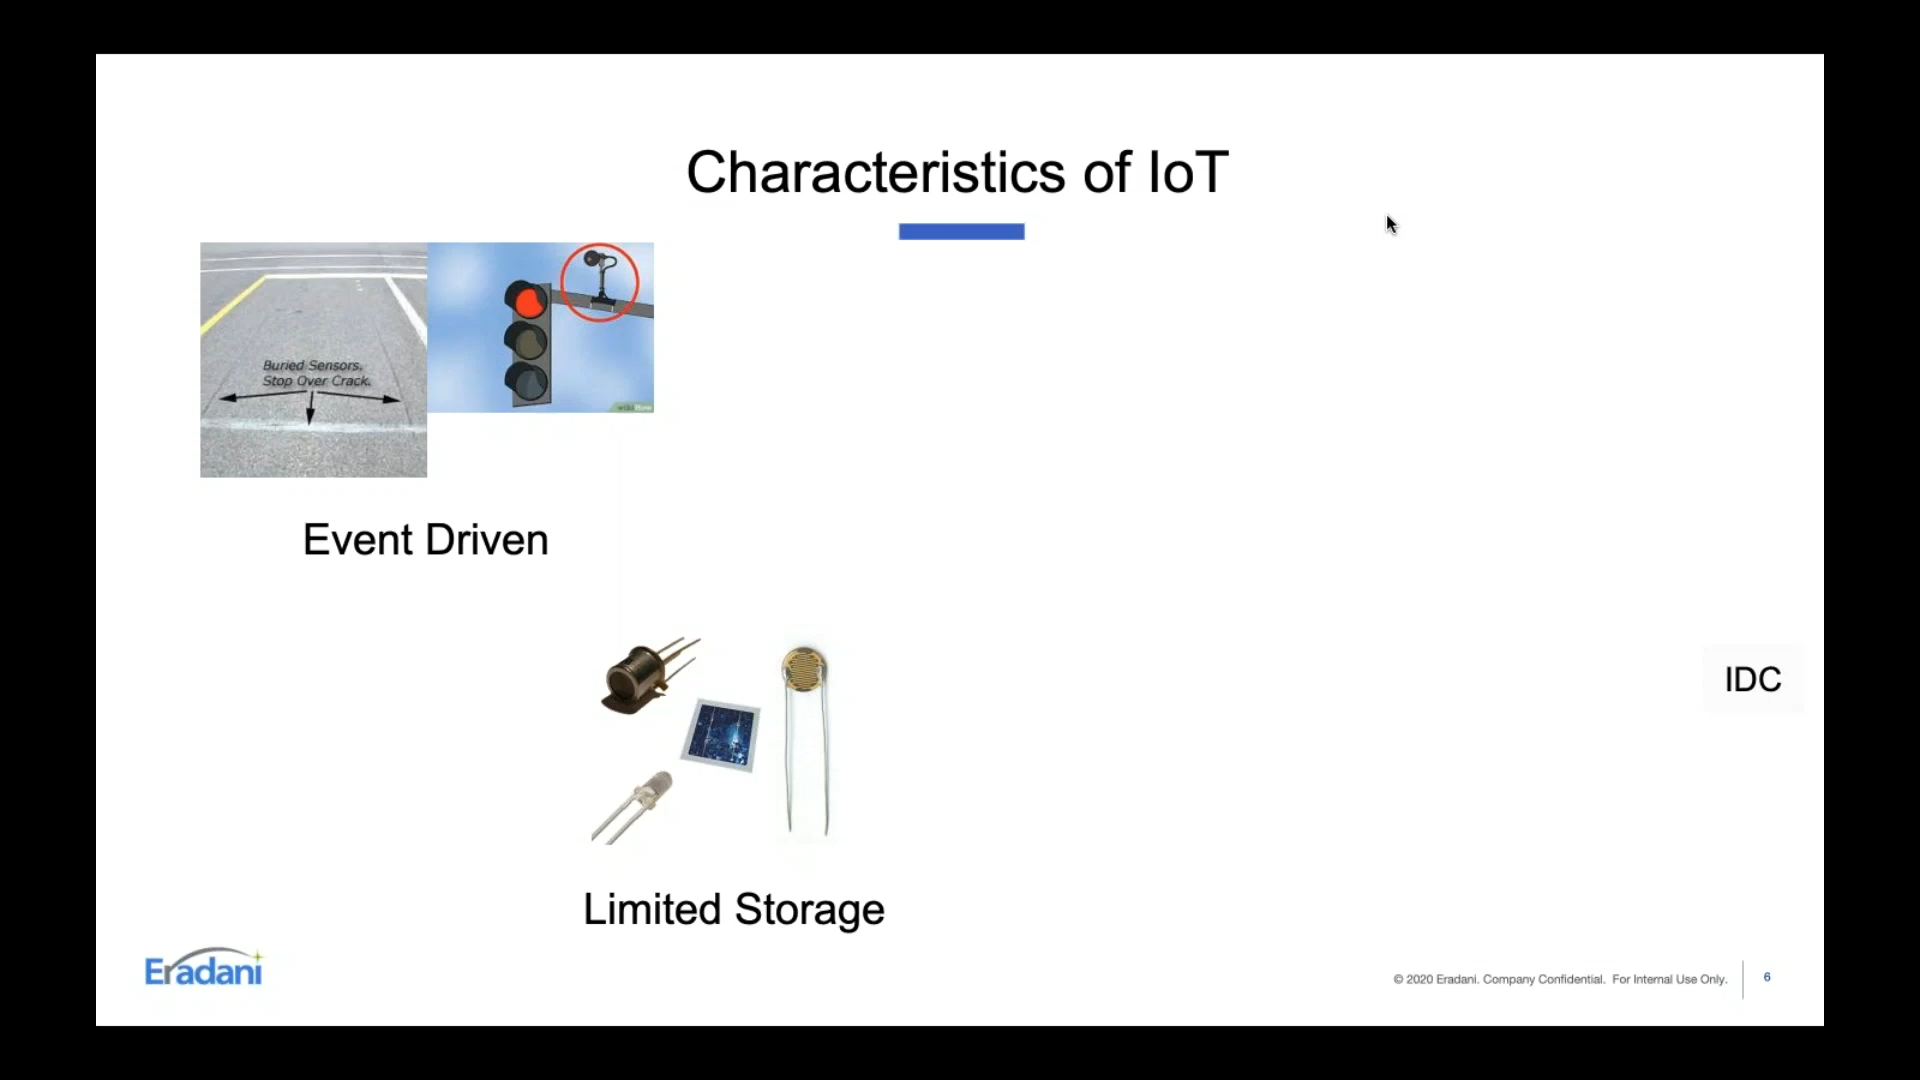 Characteristics of IoT
Buried Sensors,
Stop Over Crack.
wikiHow
Event Driven
IDC
Limited Storage
Eradani
© 2020 Eradani. Company Confidential. For Internal Use Only.
6